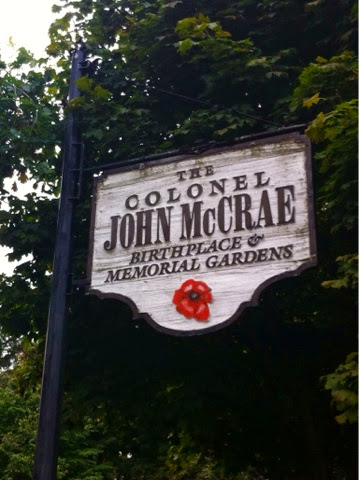 THE
COLONEL
JOHN McCRAE
BIRTHPLACE &
MEMORIAL GARDENS